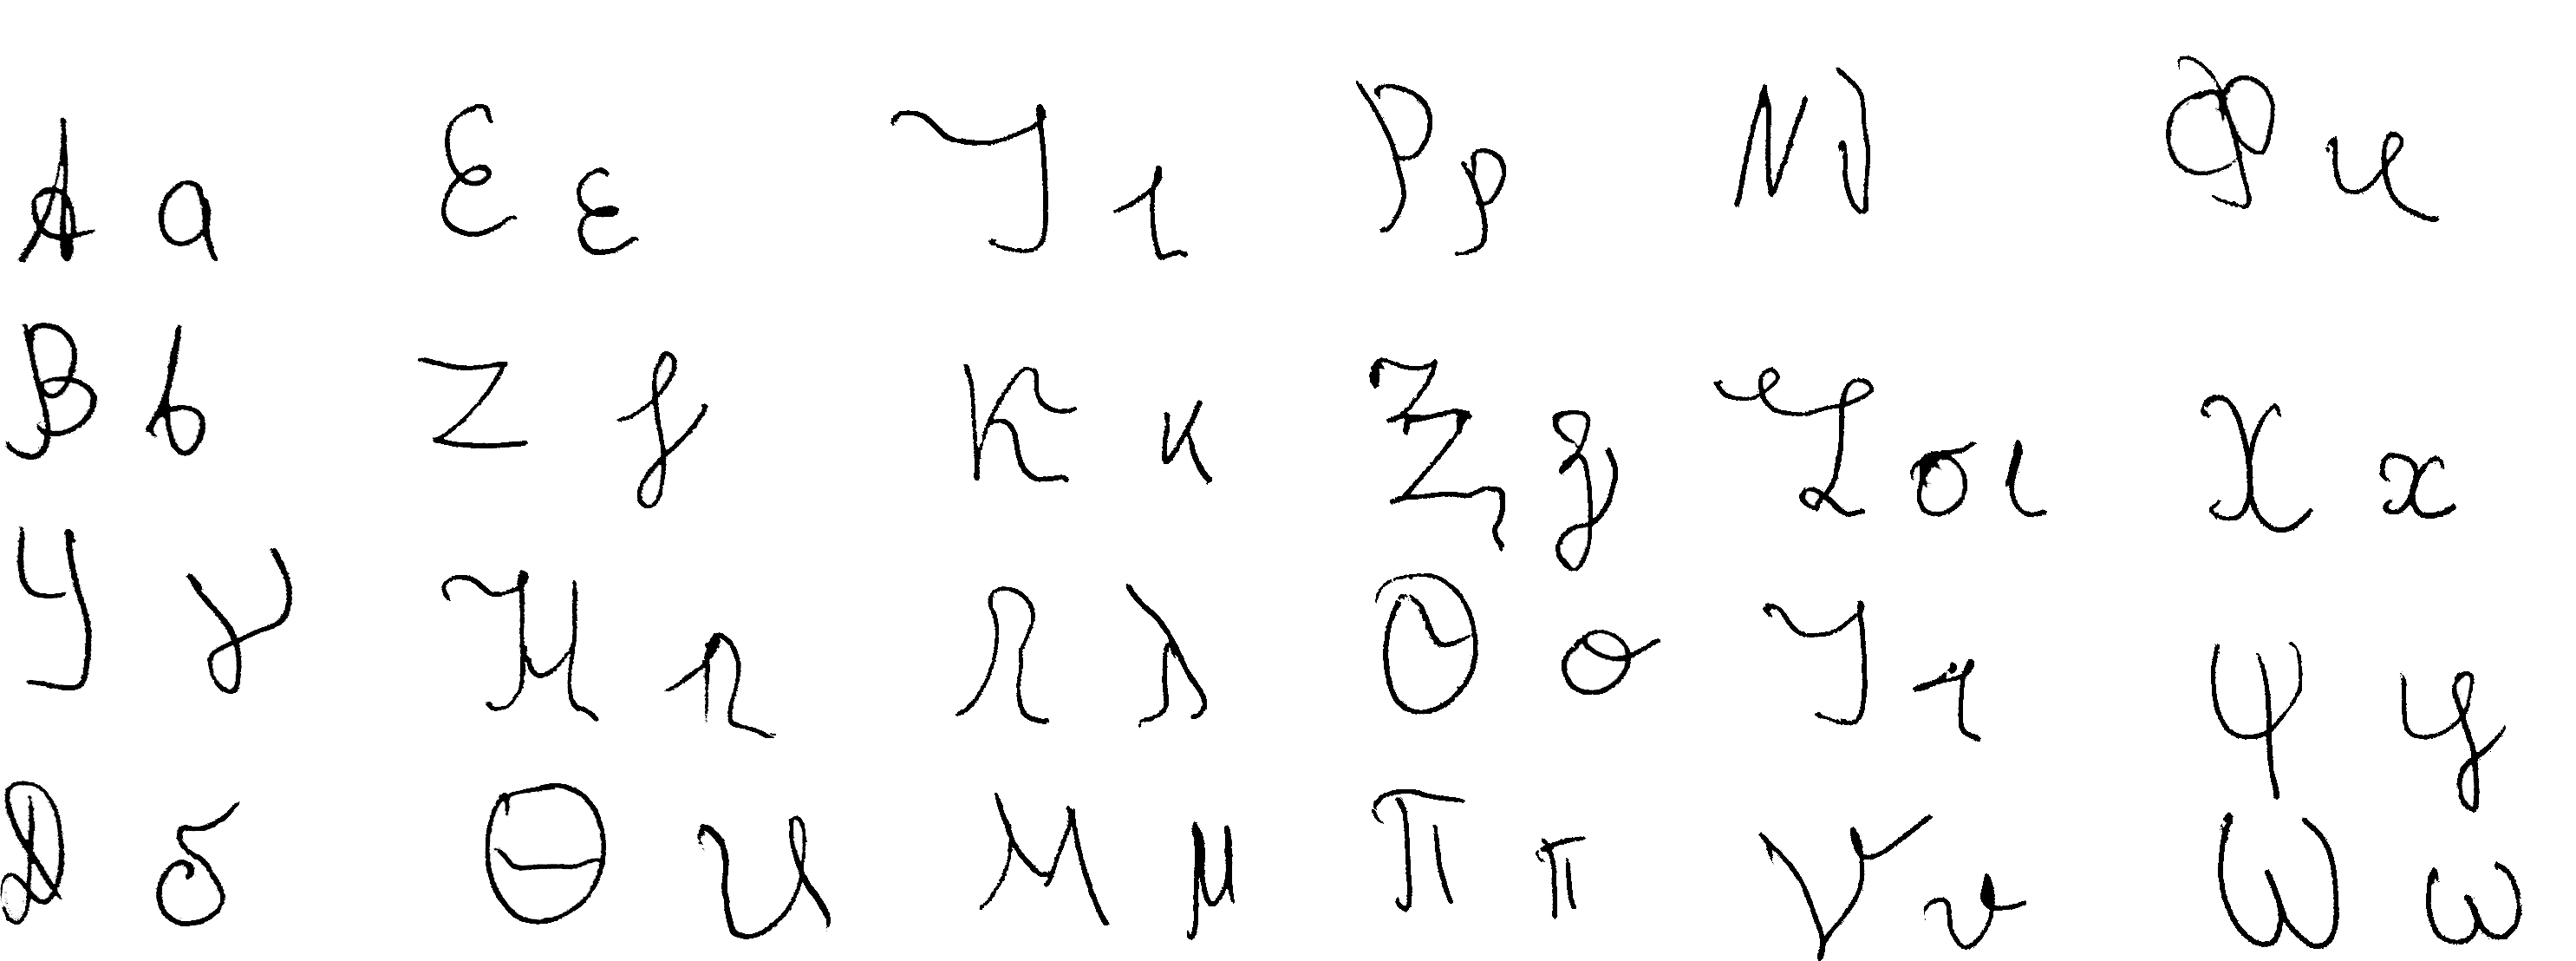 Α α Ε ε Ι ι Ρ ρ Ν ν Φ φ
Β β Ζ ζ Κ κ Ξ ξ Σ σ ς Χ χ
Γ γ Η η Λ λ Ο ο Τ τ Ψ ψ
Δ δ Θ θ Μ μ Π π Υ υ Ω ω